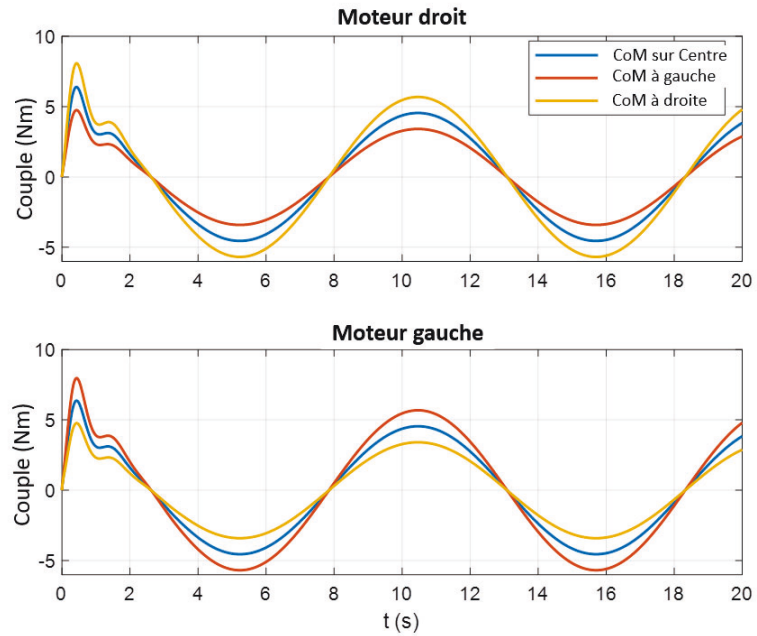 Moteur droit
10
5
0
-5
Couple (Nm)
CoM sur Centre
CoM à gauche
CoM à droite
0 2 4 6 8 10 12 14 16 18 20
Moteur gauche
10
5
0
-5
Couple (Nm)
0 2 4 6 8 10 12 14 16 18 20
t (s)